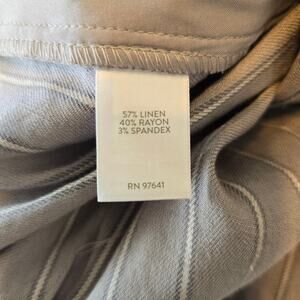 57% LINEN
40% RAYON
3% SPANDEX
RN 97641